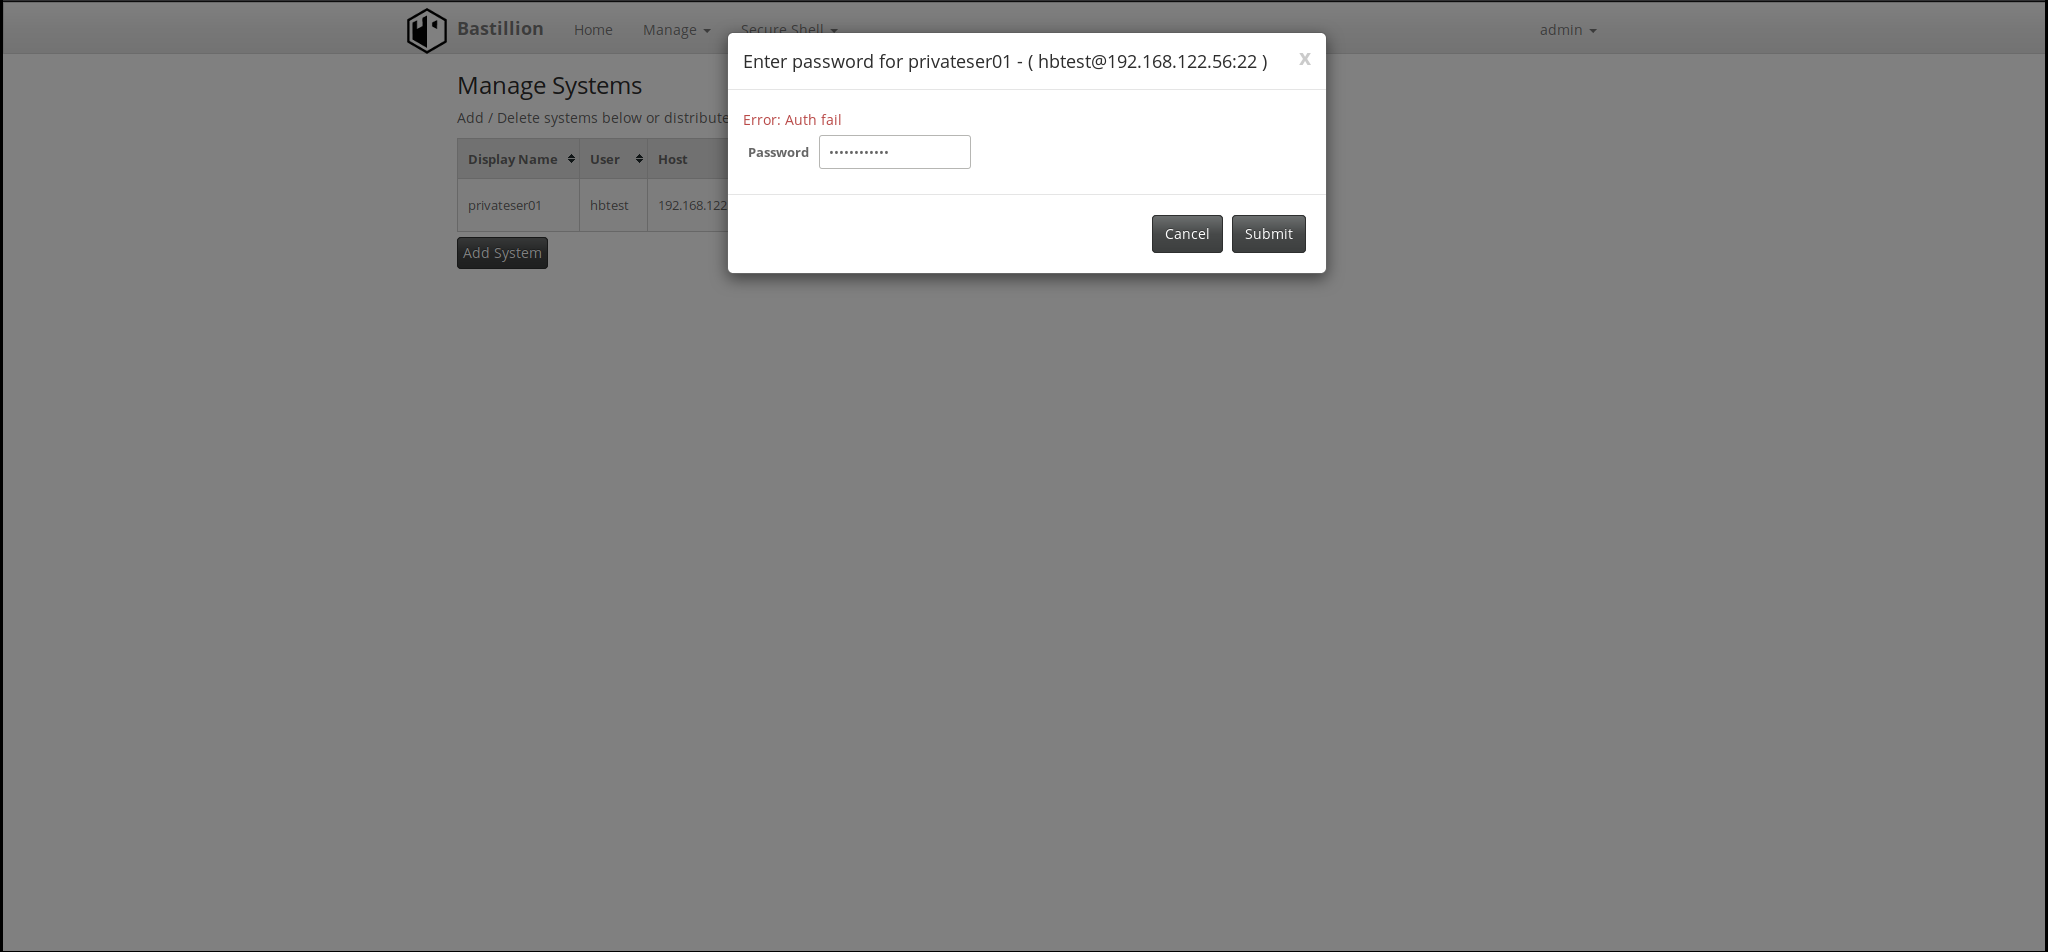 Bastillion Home Manage Secure Shell admin
Enter password for privateser01 - ( hbtest@192.168.122.56:22 ) x
Manage Systems
Add / Delete systems below or distribute
Error: Auth fail
Password ••••••••••••
Display Name User Host
privateser01 hbtest 192.168.122
Cancel Submit
Add System